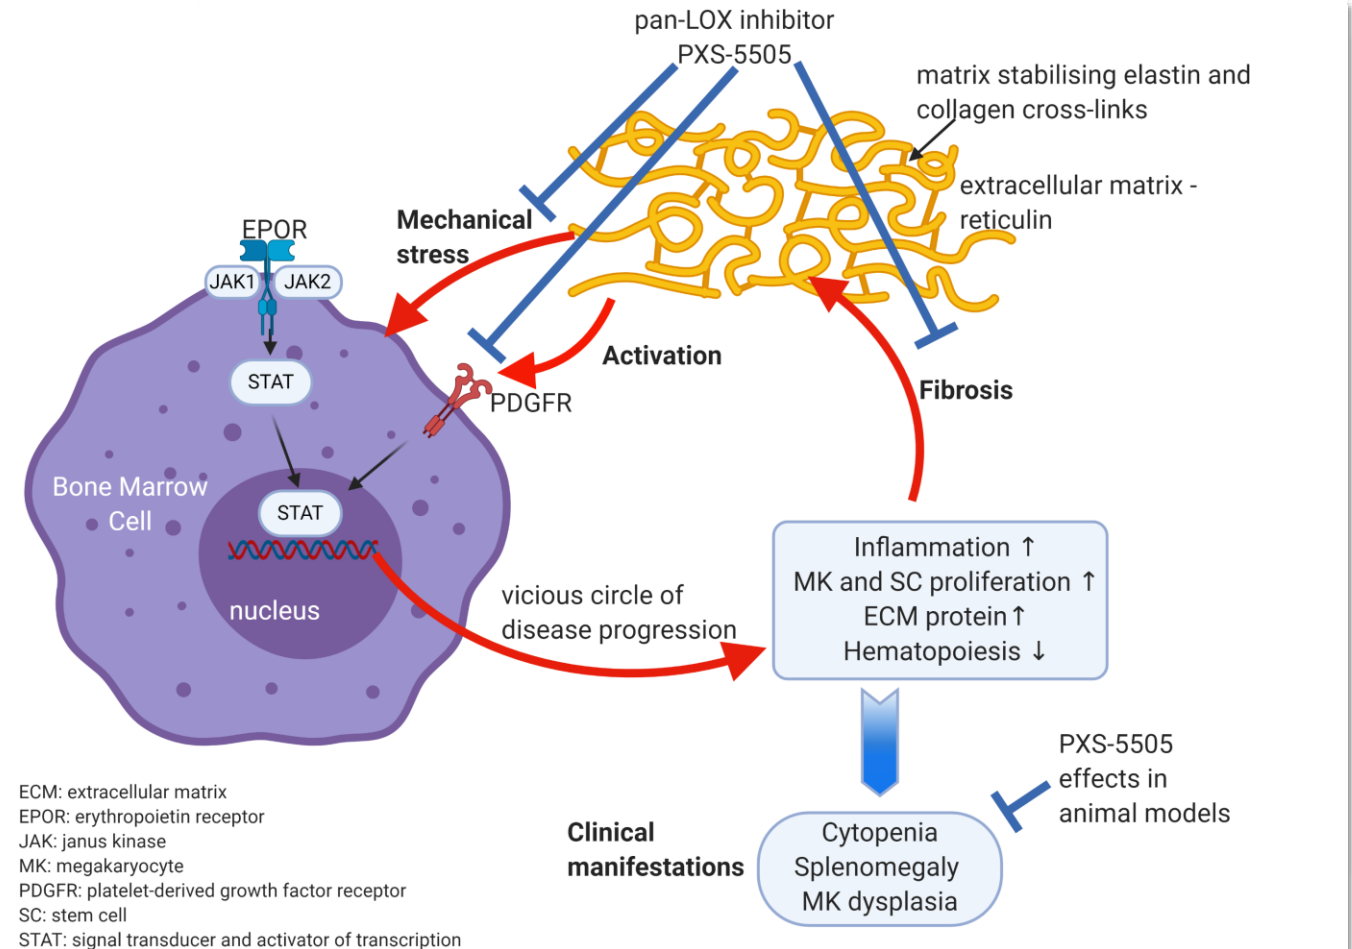 pan-LOX inhibitor
PXS-5505
matrix stabilising elastin and
collagen cross-links
extracellular matrix -
reticulin
Mechanical
stress
EPOR
JAK1
JAK2
STAT
Activation
PDGFR
Fibrosis
Bone Marrow
Cell
STAT
nucleus
vicious circle of
disease progression
Inflammation ↑
MK and SC proliferation ↑
ECM protein↑
Hematopoiesis ↓
PXS-5505
effects in
animal models
Clinical
manifestations
Cytopenia
Splenomegaly
MK dysplasia
ECM: extracellular matrix
EPOR: erythropoietin receptor
JAK: janus kinase
MK: megakaryocyte
PDGFR: platelet-derived growth factor receptor
SC: stem cell
STAT: signal transducer and activator of transcription